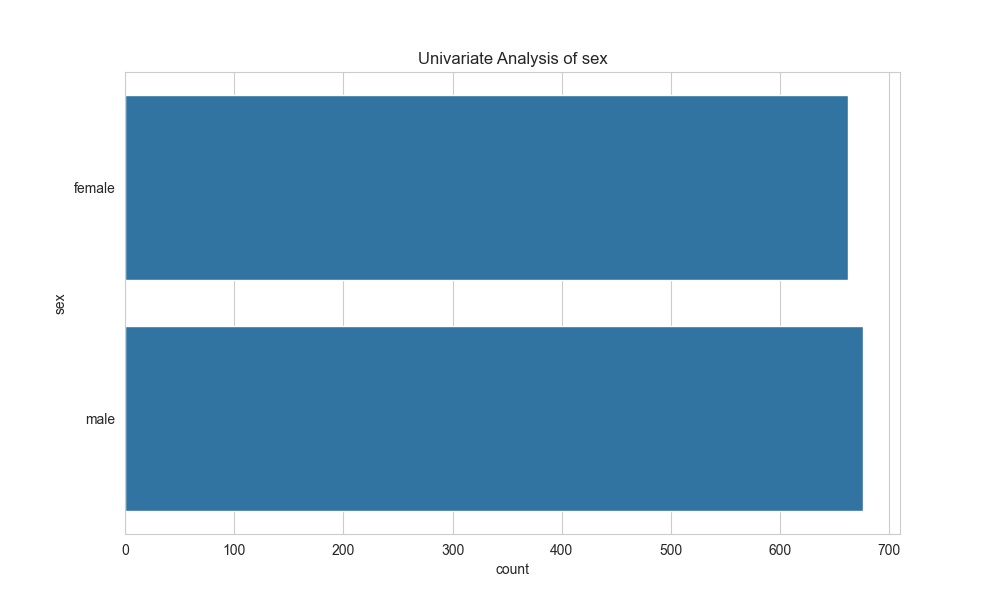 Univariate Analysis of sex
female
sex
male
0 100 200 300 400 500 600 700
count